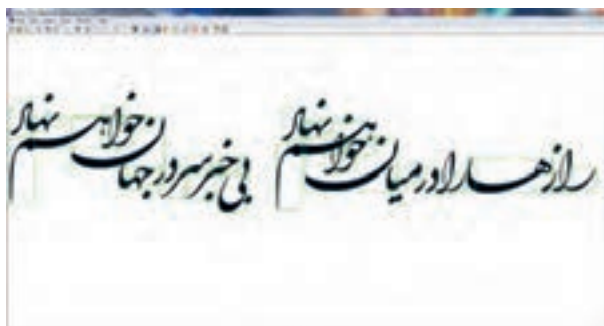 رازها را در میان خواهم نهاد بی خبر سر در جهان خواهم نهاد